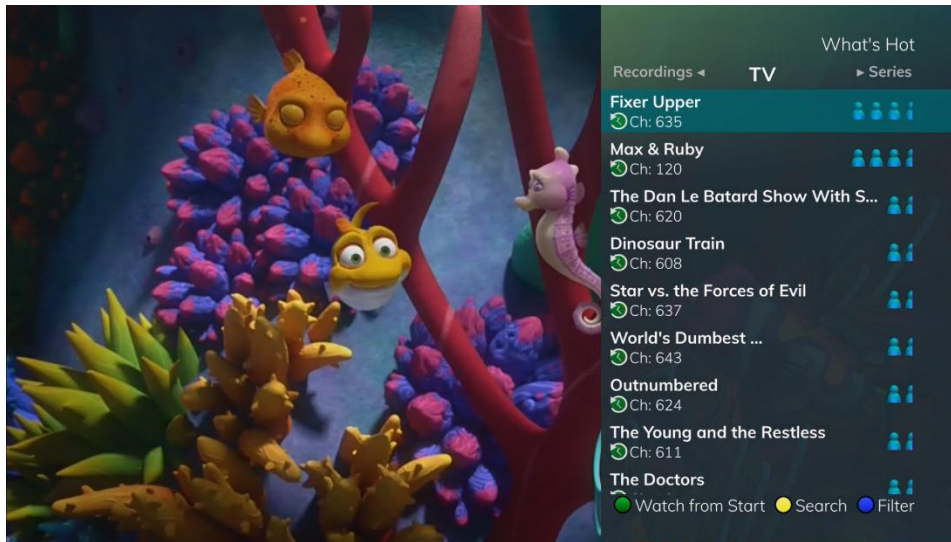 What's Hot
Recordings ◂ TV ▸ Series
Fixer Upper
Ch: 635
Max & Ruby
Ch: 120
The Dan Le Batard Show With S...
Ch: 620
Dinosaur Train
Ch: 608
Star vs. the Forces of Evil
Ch: 637
World's Dumbest ...
Ch: 643
Outnumbered
Ch: 624
The Young and the Restless
Ch: 611
The Doctors
Watch from Start Search Filter